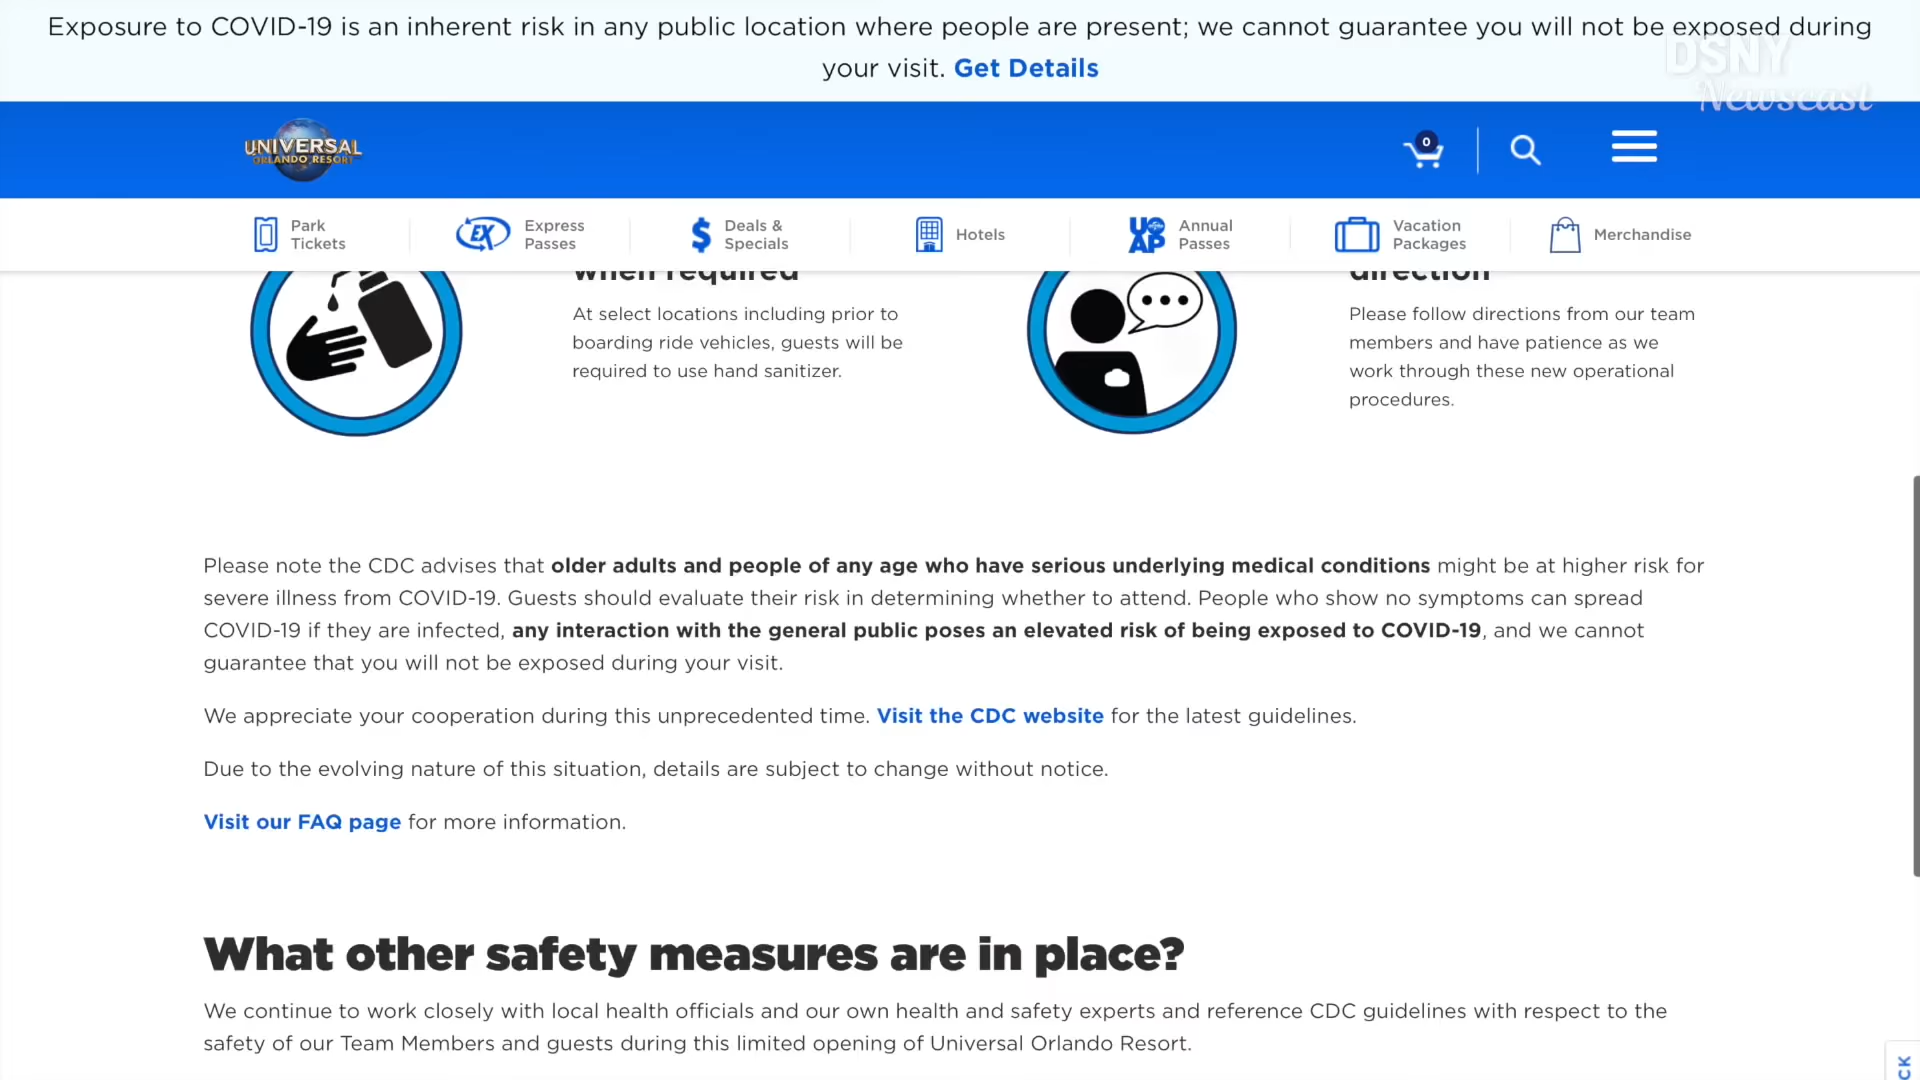 Exposure to COVID-19 is an inherent risk in any public location where people are present; we cannot guarantee you will not be exposed during
your visit. Get Details
DSNY
Newscast
UNIVERSAL
ORLANDO RESORT
0
Park
Tickets
EX
Express
Passes
Deals &
Specials
Hotels
UO
AP
Annual
Passes
Vacation
Packages
Merchandise
when required
At select locations including prior to
boarding ride vehicles, guests will be
required to use hand sanitizer.
direction
Please follow directions from our team
members and have patience as we
work through these new operational
procedures.
Please note the CDC advises that older adults and people of any age who have serious underlying medical conditions might be at higher risk for
severe illness from COVID-19. Guests should evaluate their risk in determining whether to attend. People who show no symptoms can spread
COVID-19 if they are infected, any interaction with the general public poses an elevated risk of being exposed to COVID-19, and we cannot
guarantee that you will not be exposed during your visit.
We appreciate your cooperation during this unprecedented time. Visit the CDC website for the latest guidelines.
Due to the evolving nature of this situation, details are subject to change without notice.
Visit our FAQ page for more information.
What other safety measures are in place?
We continue to work closely with local health officials and our own health and safety experts and reference CDC guidelines with respect to the
safety of our Team Members and guests during this limited opening of Universal Orlando Resort.
CK